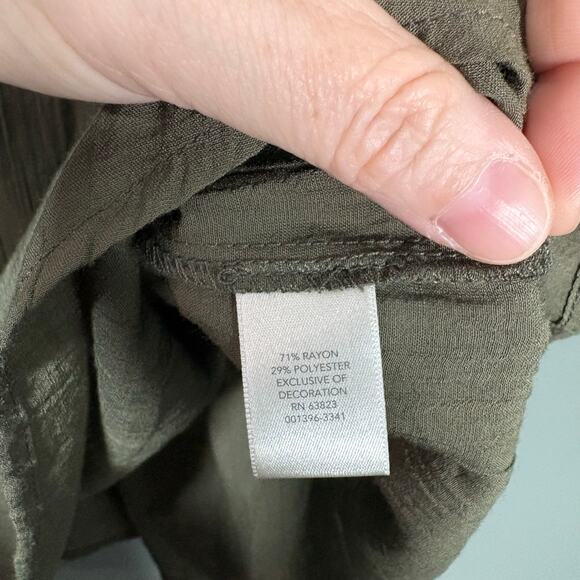 71% RAYON
29% POLYESTER
EXCLUSIVE OF
DECORATION
RN 63823
001396-3341